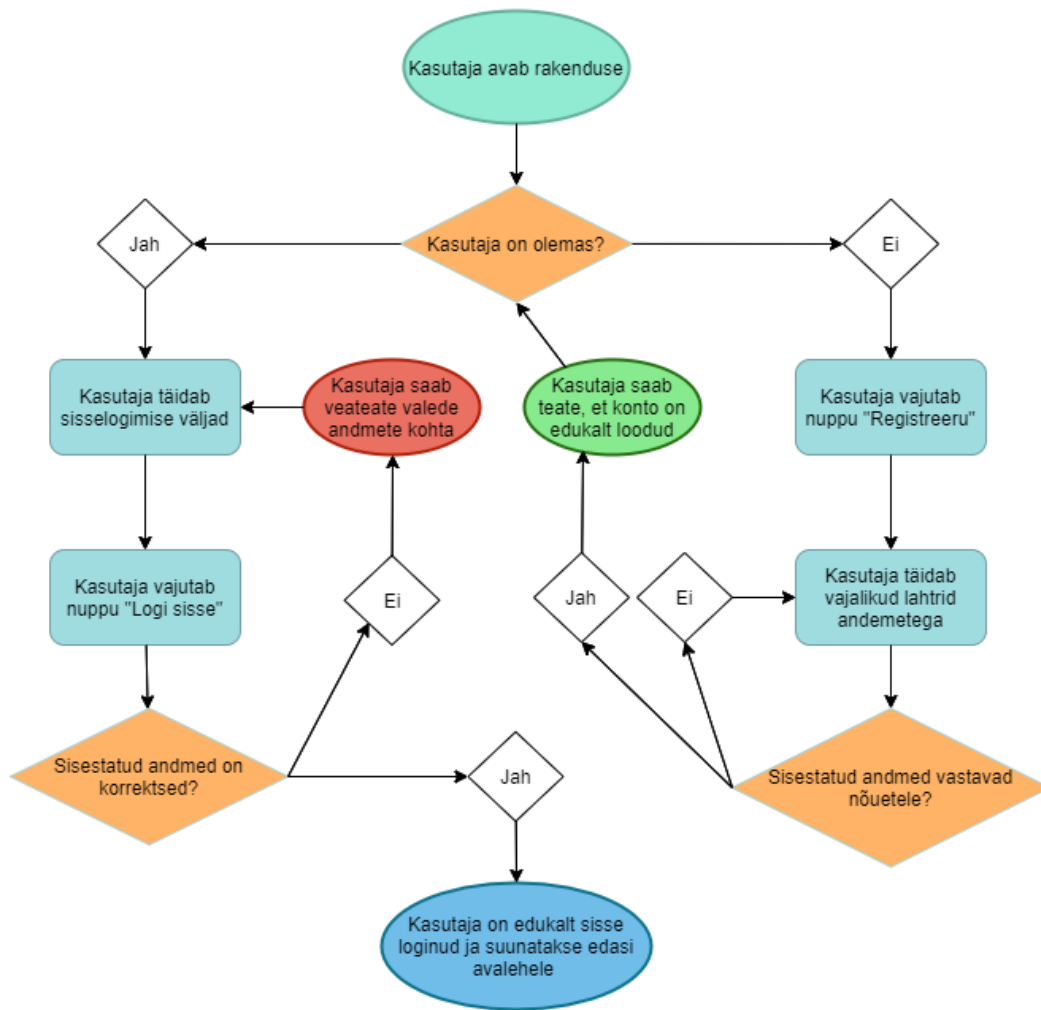 Kasutaja avab rakenduse
Jah
Kasutaja on olemas?
Ei
Kasutaja täidab
sisselogimise väljad
Kasutaja saab
veateate valede
andmete kohta
Kasutaja saab
teate, et konto on
edukalt loodud
Kasutaja vajutab
nuppu "Registreeru"
Kasutaja vajutab
nuppu "Logi sisse"
Ei
Jah
Ei
Kasutaja täidab
vajalikud lahtrid
andemetega
Sisestatud andmed on
korrektsed?
Jah
Sisestatud andmed vastavad
nõuetele?
Kasutaja on edukalt sisse
loginud ja suunatakse edasi
avalehele